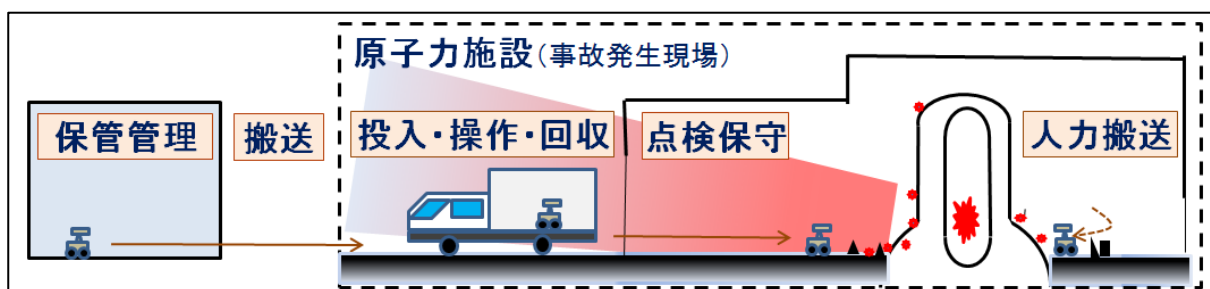 原子力施設(事故発生現場)
保管管理
搬送
投入・操作・回収
点検保守
人力搬送